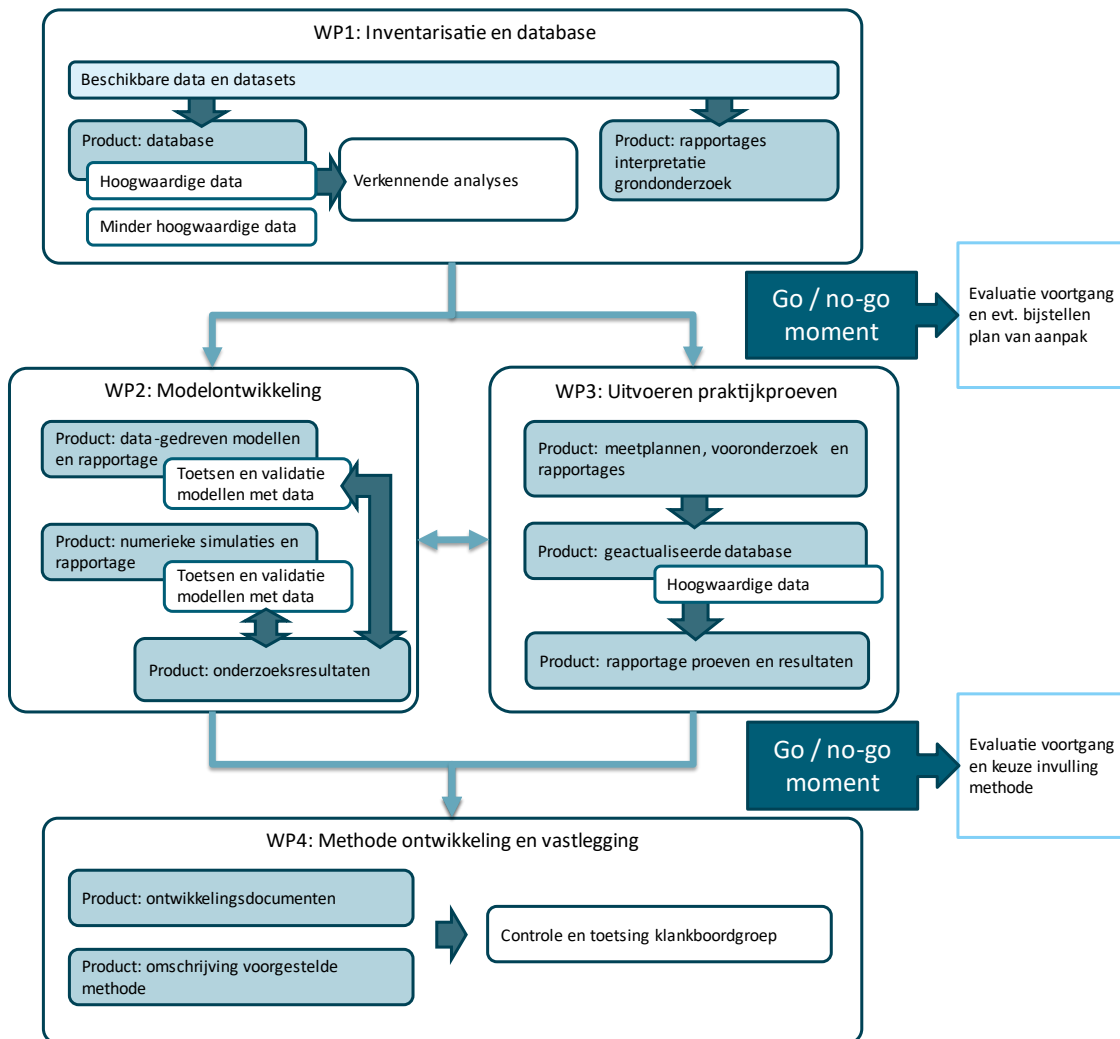 WP1: Inventarisatie en database
Beschikbare data en datasets
Product: database
Hoogwaardige data
Minder hoogwaardige data
Verkennende analyses
Product: rapportages
interpretatie
grondonderzoek
Go / no-go
moment
Evaluatie voortgang
en evt. bijstellen
plan van aanpak
WP2: Modelontwikkeling
Product: data-gedreven modellen
en rapportage
Toetsen en validatie
modellen met data
Product: numerieke simulaties en
rapportage
Toetsen en validatie
modellen met data
Product: onderzoeksresultaten
WP3: Uitvoeren praktijkproeven
Product: meetplannen, vooronderzoek en
rapportages
Product: geactualiseerde database
Hoogwaardige data
Product: rapportage proeven en resultaten
Go / no-go
moment
Evaluatie voortgang
en keuze invulling
methode
WP4: Methode ontwikkeling en vastlegging
Product: ontwikkelingsdocumenten
Product: omschrijving voorgestelde
methode
Controle en toetsing klankboordgroep